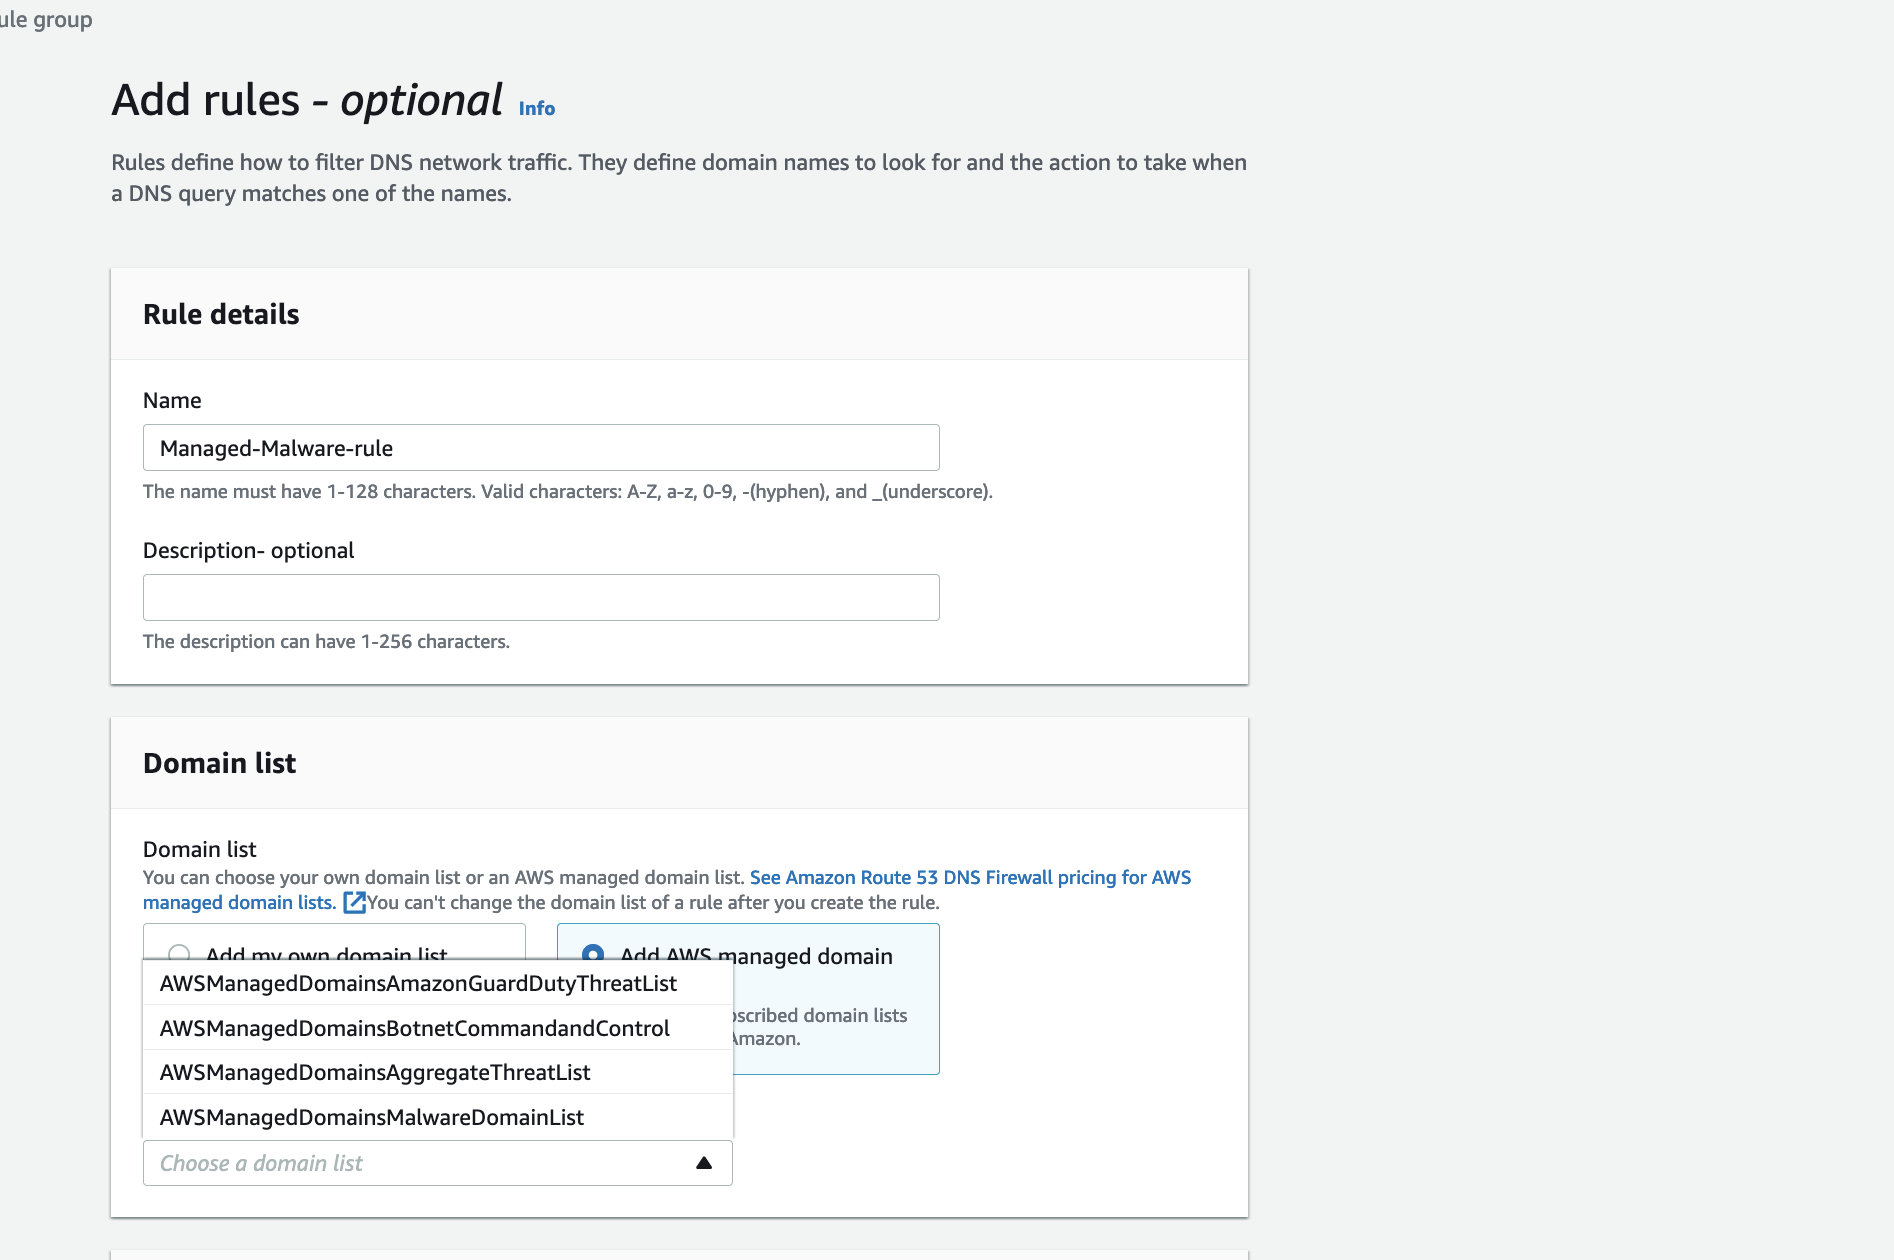 ule group
Add rules - optional Info
Rules define how to filter DNS network traffic. They define domain names to look for and the action to take when
a DNS query matches one of the names.
Rule details
Name
Managed-Malware-rule
The name must have 1-128 characters. Valid characters: A-Z, a-z, 0-9, -(hyphen), and _(underscore).
Description- optional
The description can have 1-256 characters.
Domain list
Domain list
You can choose your own domain list or an AWS managed domain list. See Amazon Route 53 DNS Firewall pricing for AWS
managed domain lists. You can't change the domain list of a rule after you create the rule.
Add my own domain list
Add AWS managed domain
scribed domain lists
Amazon.
AWSManagedDomainsAmazonGuardDutyThreatList
AWSManagedDomainsBotnetCommandandControl
AWSManagedDomainsAggregateThreatList
AWSManagedDomainsMalwareDomainList
Choose a domain list